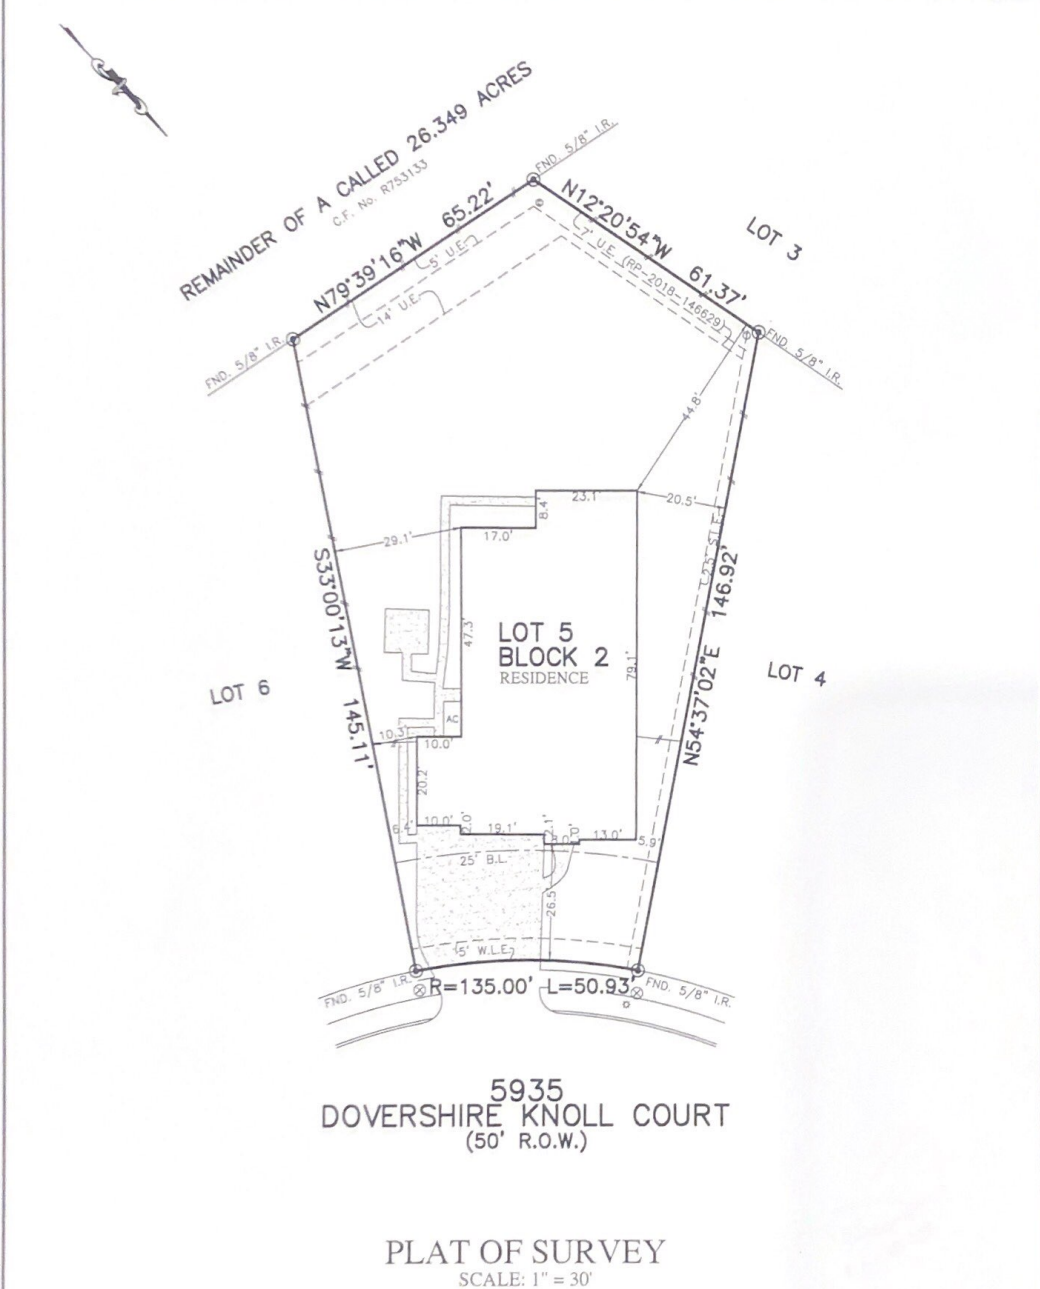 REMAINDER OF A CALLED 26.349 ACRES
C.F. No. R753133
FND. 5/8" I.R.
N79°39'16"W 65.22'
5' U.E.
14' U.E.
N12°20'54"W 61.37'
7' U.E. (RP-2018-146629)
LOT 3
FND. 5/8" I.R.
FND. 5/8" I.R.
44.8'
23.1'
20.5'
8.4'
17.0'
29.1'
S33°00'13"W 145.11'
47.3'
LOT 5
BLOCK 2
RESIDENCE
79.1'
N54°37'02"E 146.92'
LOT 6
LOT 4
AC
10.3'
10.0'
20.2'
6.4'
10.0'
2.0'
19.1'
2.1'
8.0'
13.0'
5.9'
25' B.L.
26.5'
5' W.L.E.
FND. 5/8" I.R.
R=135.00' L=50.93'
FND. 5/8" I.R.
5935
DOVERSHIRE KNOLL COURT
(50' R.O.W.)
PLAT OF SURVEY
SCALE: 1" = 30'